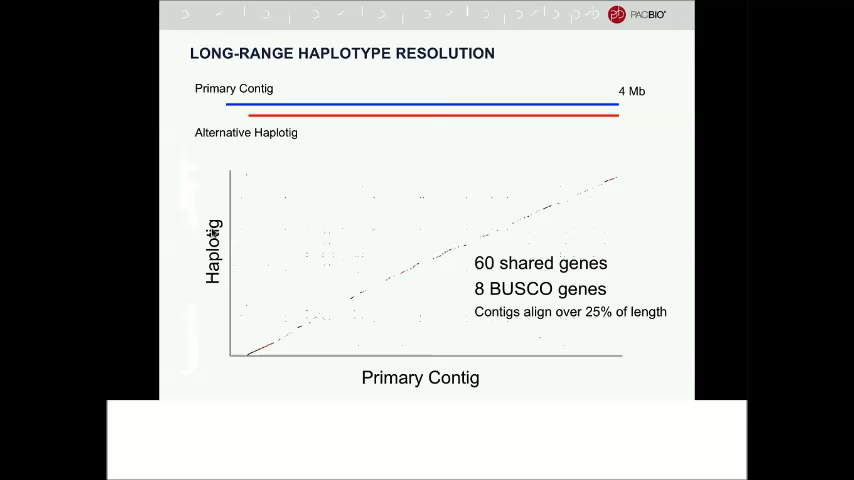 PACBIO
LONG-RANGE HAPLOTYPE RESOLUTION
Primary Contig
4 Mb
Alternative Haplotig
Haplotig
60 shared genes
8 BUSCO genes
Contigs align over 25% of length
Primary Contig